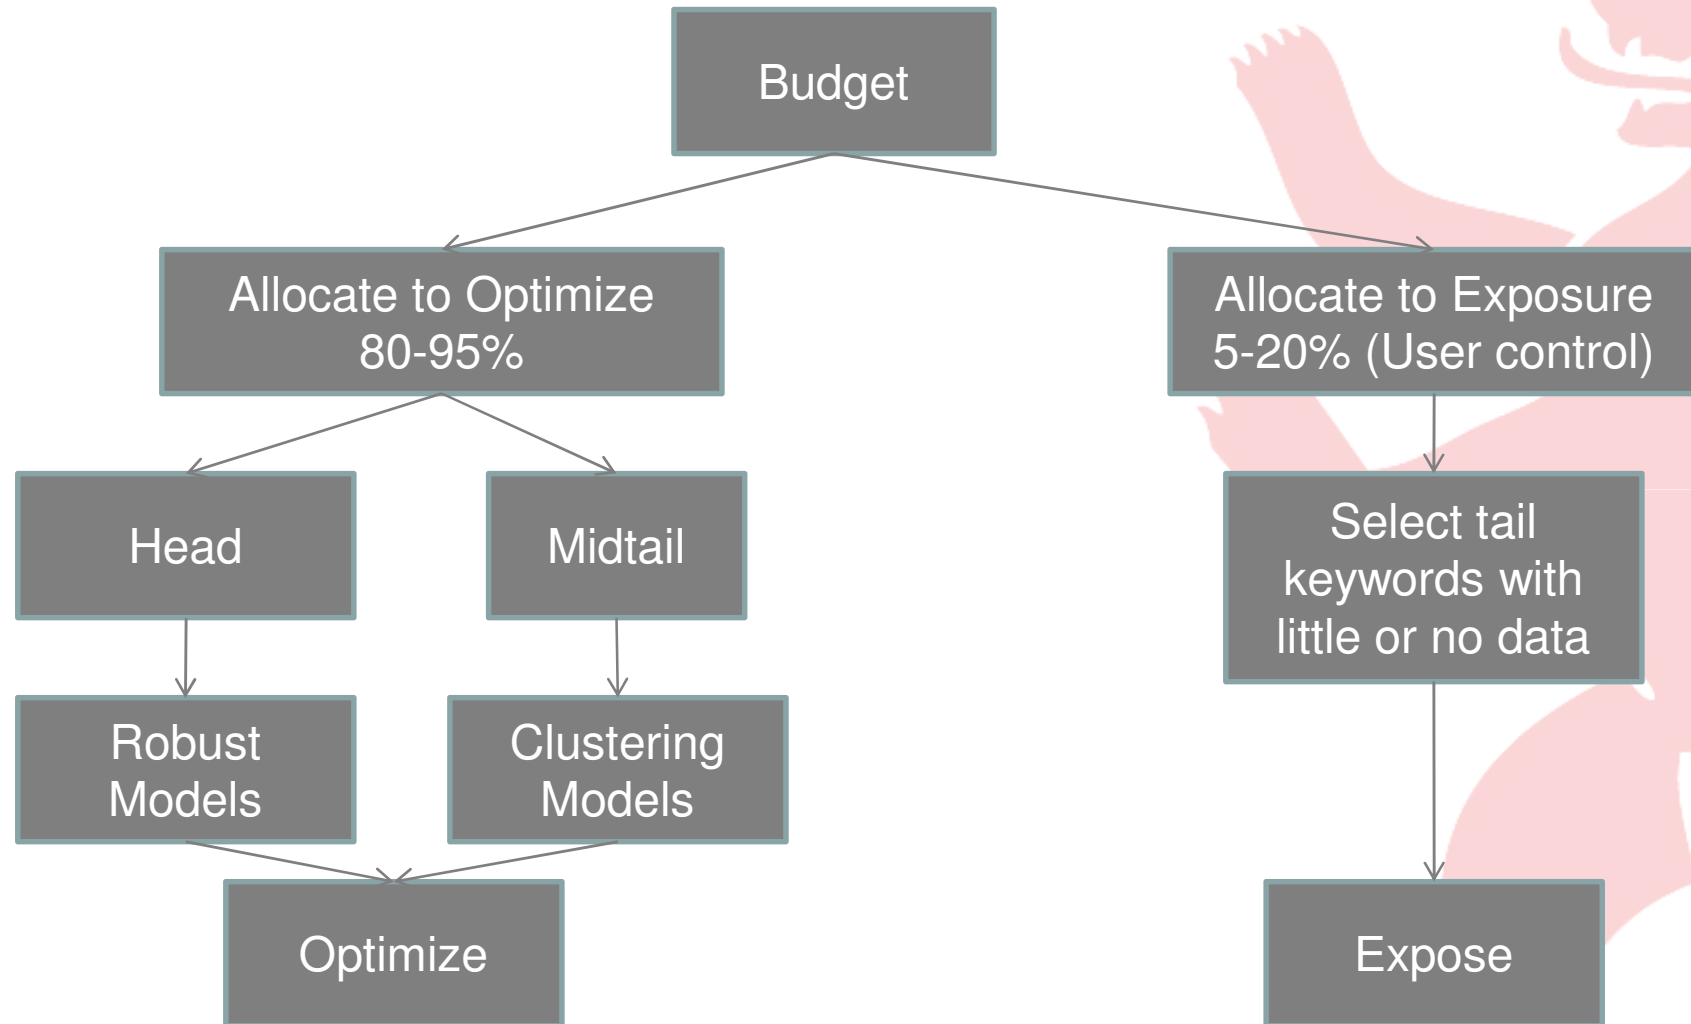 Budget
Allocate to Optimize
80-95%
Allocate to Exposure
5-20% (User control)
Head
Midtail
Select tail
keywords with
little or no data
Robust
Models
Clustering
Models
Optimize
Expose